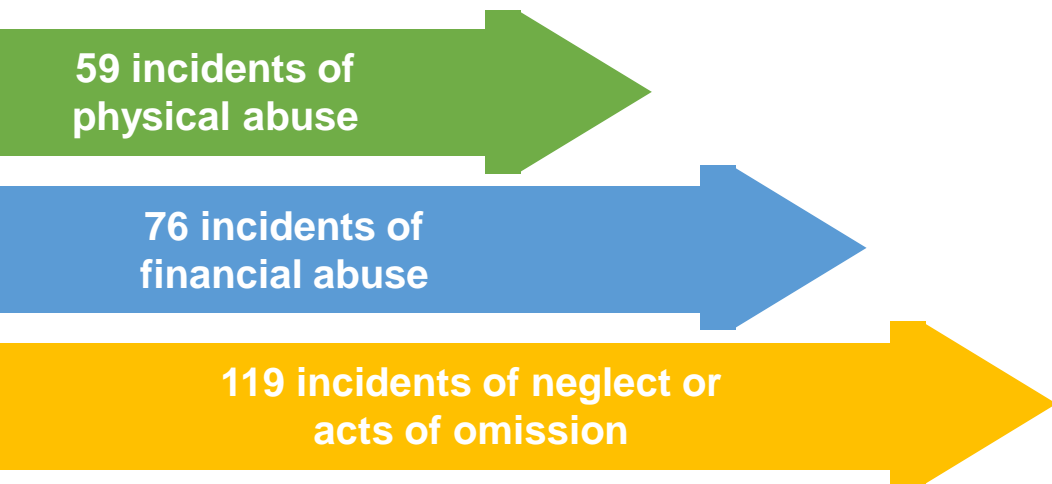 59 incidents of
physical abuse
76 incidents of
financial abuse
119 incidents of neglect or
acts of omission